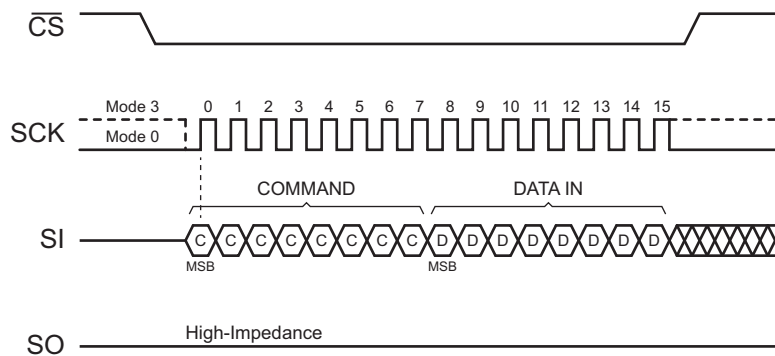 CS
Mode 3
0 1 2 3 4 5 6 7 8 9 10 11 12 13 14 15
SCK
Mode 0
COMMAND DATA IN
SI C C C C C C C C D D D D D D D D
MSB MSB
High-Impedance
SO